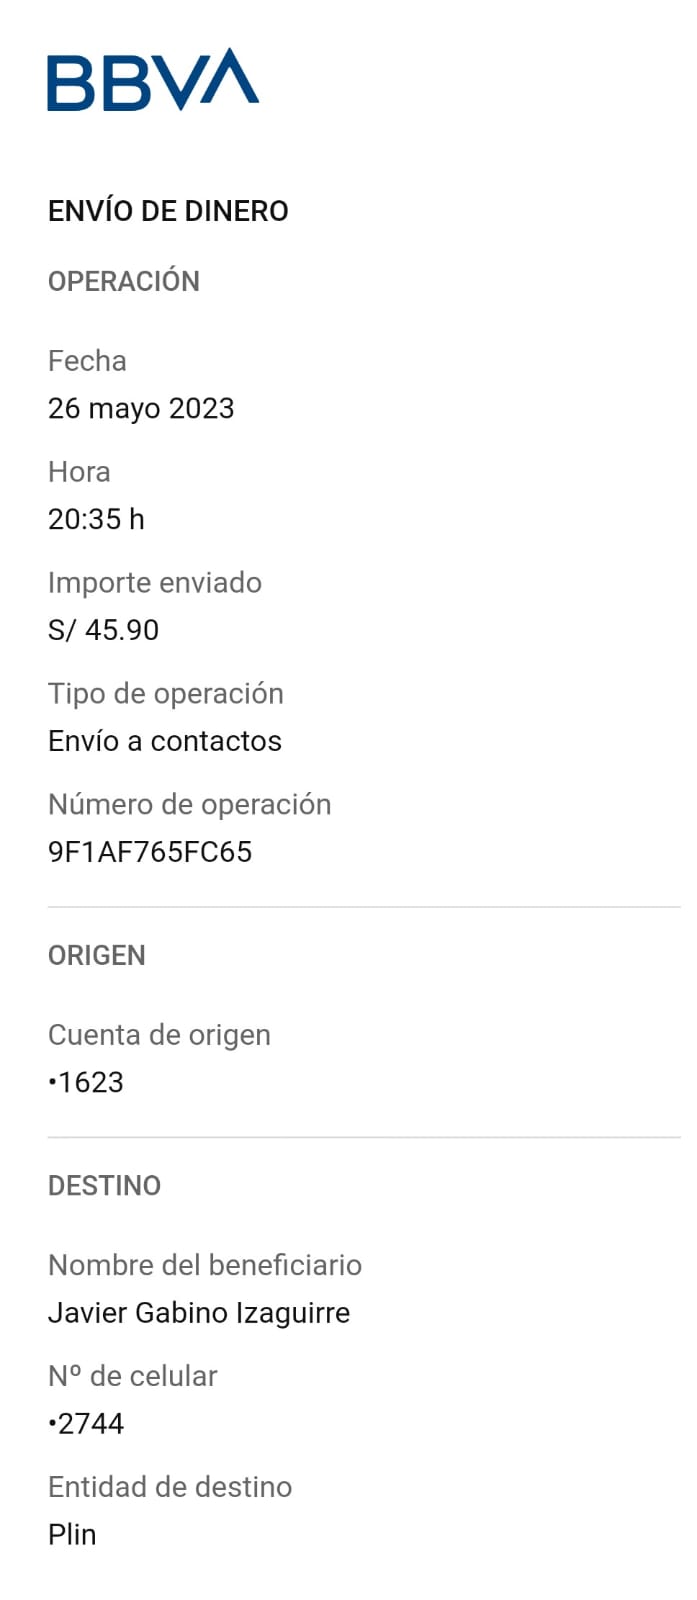 BBVA
ENVÍO DE DINERO
OPERACIÓN
Fecha
26 mayo 2023
Hora
20:35 h
Importe enviado
S/ 45.90
Tipo de operación
Envío a contactos
Número de operación
9F1AF765FC65
ORIGEN
Cuenta de origen
•1623
DESTINO
Nombre del beneficiario
Javier Gabino Izaguirre
Nº de celular
•2744
Entidad de destino
Plin